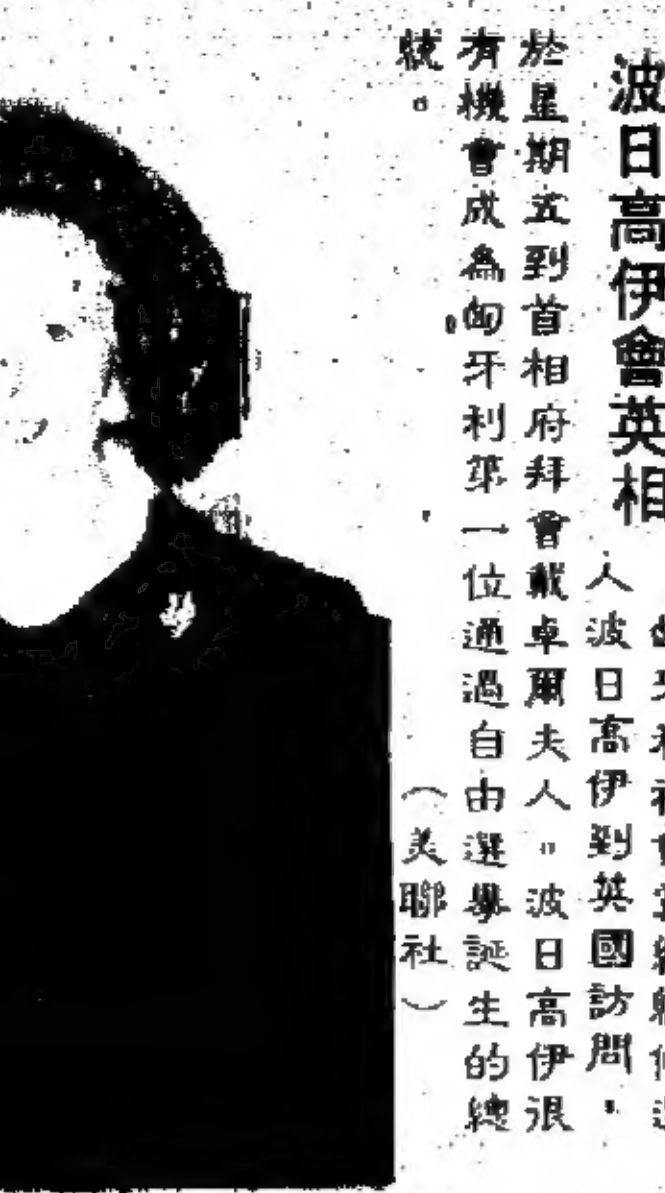 波日高伊會英相
人波日高伊到英國訪問，
於星期五到首相府拜會戴卓爾夫人。波日高伊很
有機會成為匈牙利第一位通過自由選舉誕生的總
統。
（美聯社）